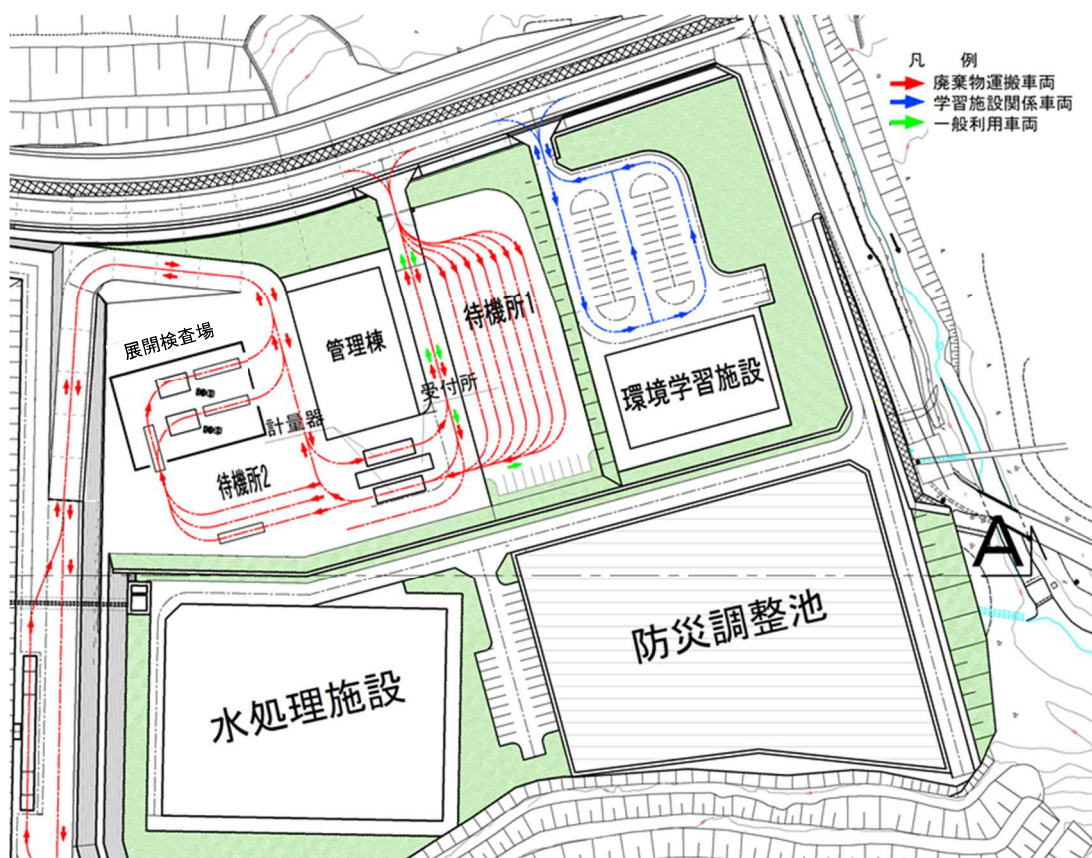 凡 例
廃棄物運搬車両
学習施設関係車両
一般利用車両
待機所1
展開検査場
管理棟
受付所
環境学習施設
計量器
待機所2
A
防災調整池
水処理施設